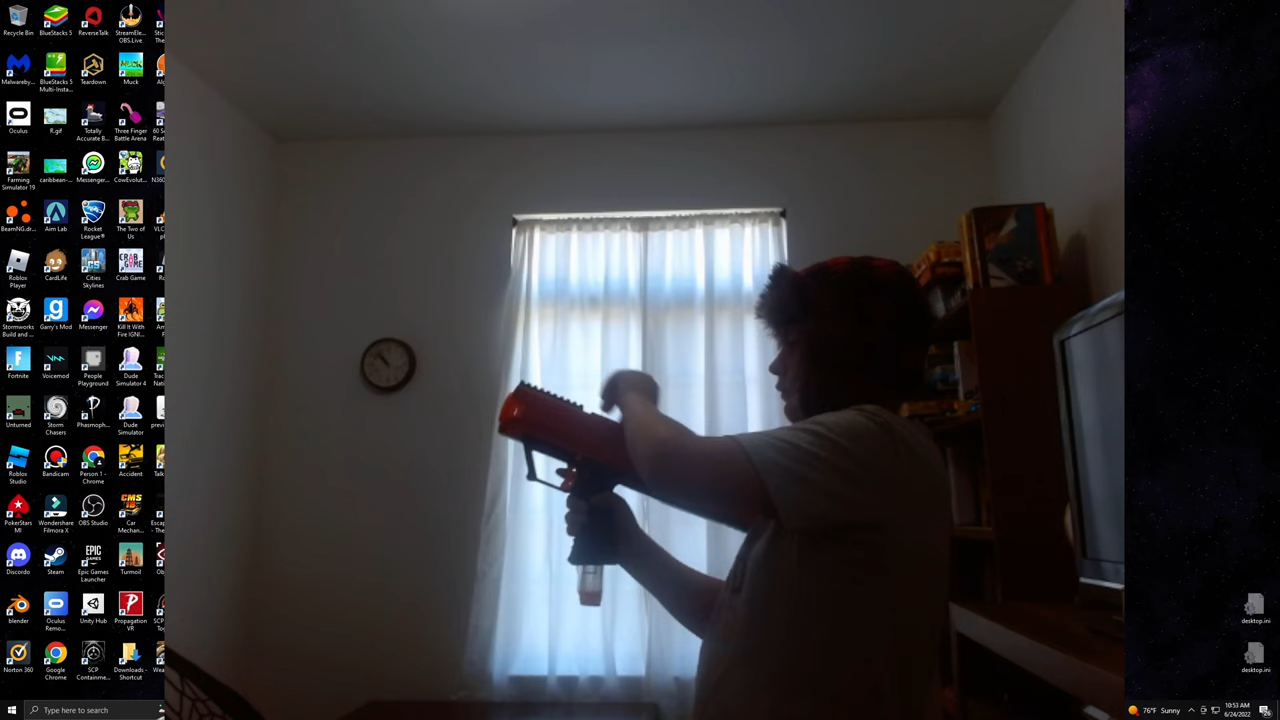 Recycle Bin
BlueStacks 5
ReverseTalk
StreamEle...
OBS.Live
Malwareby...
BlueStacks 5
Multi-Insta...
Teardown
Muck
Oculus
R.gif
Totally
Accurate B...
Three Finger
Battle Arena
Farming
Simulator 19
caribbean-...
Messenger...
CowEvolut...
BeamNG.dr...
Aim Lab
Rocket
League®
The Two of
Us
Roblox
Player
CardLife
Cities
Skylines
Crab Game
Stormworks
Build and ...
Garry's Mod
Messenger
Kill It With
Fire IGNI...
Fortnite
Voicemod
People
Playground
Dude
Simulator 4
Unturned
Storm
Chasers
Phasmoph...
Dude
Simulator
Roblox
Studio
Bandicam
Person 1 -
Chrome
Accident
PokerStars
MI
Wondershare
Filmora X
OBS Studio
Car
Mechan...
Discordo
Steam
Epic Games
Launcher
Turmoil
blender
Oculus
Remo...
Unity Hub
Propagation
VR
Norton 360
Google
Chrome
SCP
Containme...
Downloads -
Shortcut
desktop.ini
desktop.ini
Type here to search
76°F Sunny
10:53 AM
6/24/2022